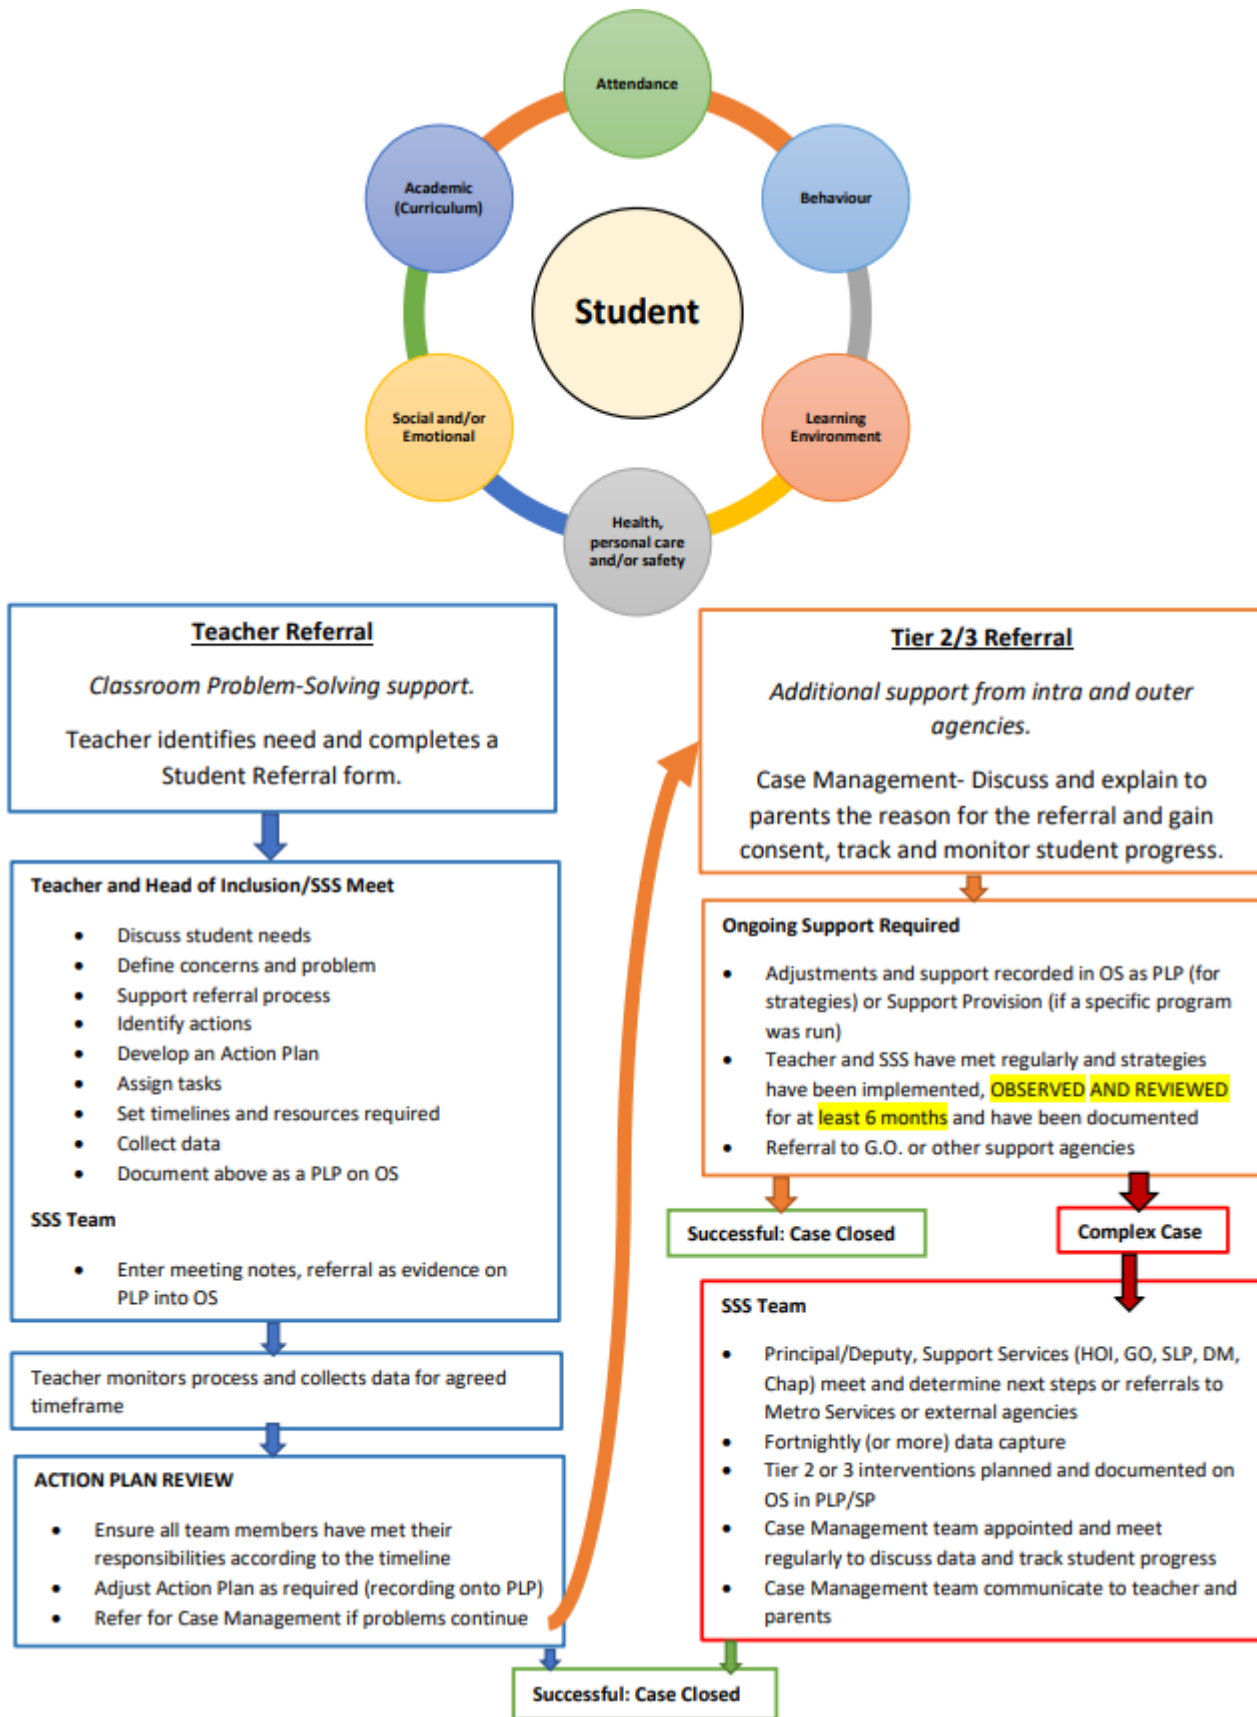 Attendance
Academic
(Curriculum)
Behaviour
Student
Social and/or
Emotional
Learning
Environment
Health,
personal care
and/or safety
Teacher Referral
Classroom Problem-Solving support.
Teacher identifies need and completes a
Student Referral form.
Teacher and Head of Inclusion/SSS Meet
• Discuss student needs
• Define concerns and problem
• Support referral process
• Identify actions
• Develop an Action Plan
• Assign tasks
• Set timelines and resources required
• Collect data
• Document above as a PLP on OS
SSS Team
• Enter meeting notes, referral as evidence on
PLP into OS
Teacher monitors process and collects data for agreed
timeframe
ACTION PLAN REVIEW
• Ensure all team members have met their
responsibilities according to the timeline
• Adjust Action Plan as required (recording onto PLP)
• Refer for Case Management if problems continue
Tier 2/3 Referral
Additional support from intra and outer
agencies.
Case Management- Discuss and explain to
parents the reason for the referral and gain
consent, track and monitor student progress.
Ongoing Support Required
• Adjustments and support recorded in OS as PLP (for
strategies) or Support Provision (if a specific program
was run)
• Teacher and SSS have met regularly and strategies
have been implemented, OBSERVED AND REVIEWED
for at least 6 months and have been documented
• Referral to G.O. or other support agencies
Successful: Case Closed
Complex Case
SSS Team
• Principal/Deputy, Support Services (HOI, GO, SLP, DM,
Chap) meet and determine next steps or referrals to
Metro Services or external agencies
• Fortnightly (or more) data capture
• Tier 2 or 3 interventions planned and documented on
OS in PLP/SP
• Case Management team appointed and meet
regularly to discuss data and track student progress
• Case Management team communicate to teacher and
parents
Successful: Case Closed